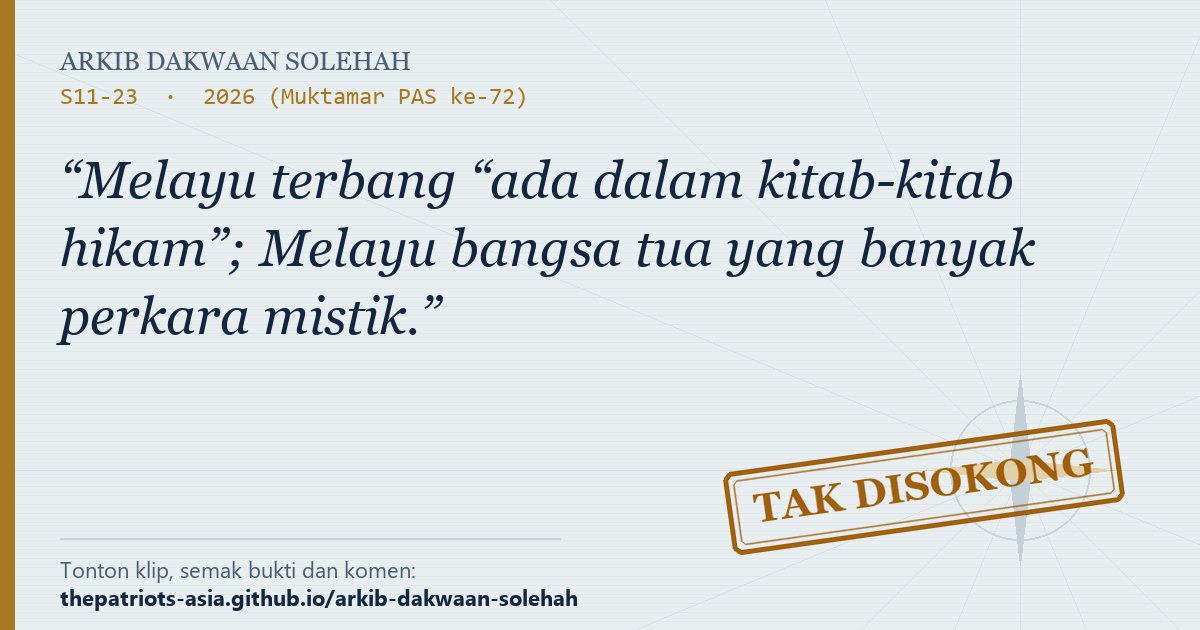 ARKIB DAKWAAN SOLEHAH
S11-23 · 2026 (Muktamar PAS ke-72)
“Melayu terbang “ada dalam kitab-kitab
hikam”; Melayu bangsa tua yang banyak
perkara mistik.”
TAK DISOKONG
Tonton klip, semak bukti dan komen:
thepatriots-asia.github.io/arkib-dakwaan-solehah